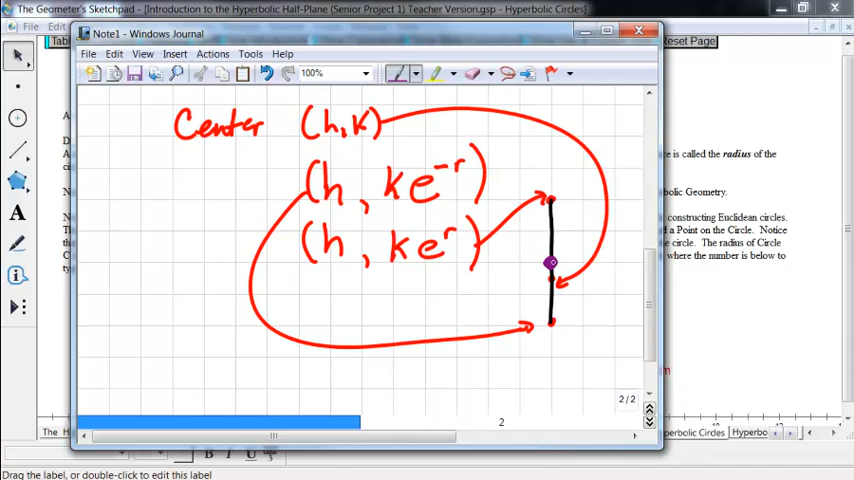 The Geometer's Sketchpad - [Introduction to the Hyperbolic Half-Plane (Senior Project 1) Teacher Version.gsp - Hyperbolic Circles]
File
Note1 - Windows Journal
Reset Page
File Edit View Insert Actions Tools Help
100%
Center (h,k)
(h, ke⁻ʳ)
(h, keʳ)
is called the radius of the
bolic Geometry.
constructing Euclidean circles.
d a Point on the Circle. Notice
e circle. The radius of Circle
where the number is below to
2/2
2
The H
perbolic Circles
Hyperbo
B I U
Drag the label, or double-click to edit this label